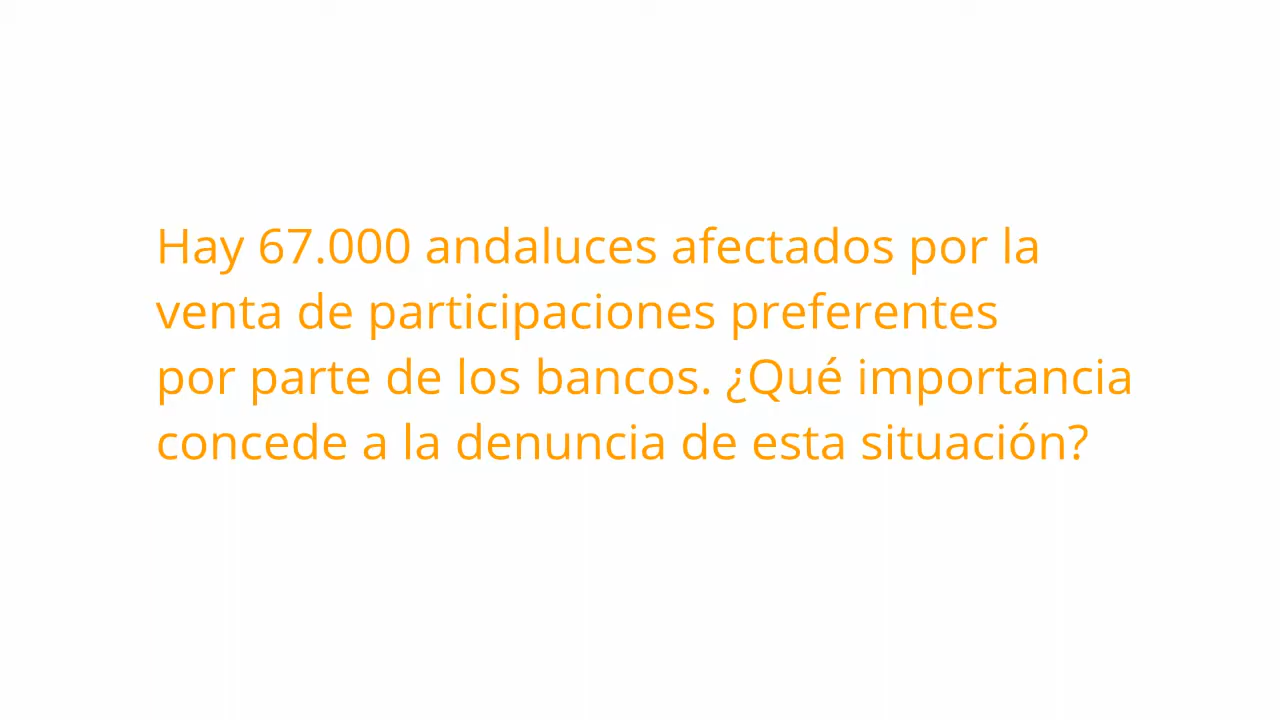 Hay 67.000 andaluces afectados por la
venta de participaciones preferentes
por parte de los bancos. ¿Qué importancia
concede a la denuncia de esta situación?